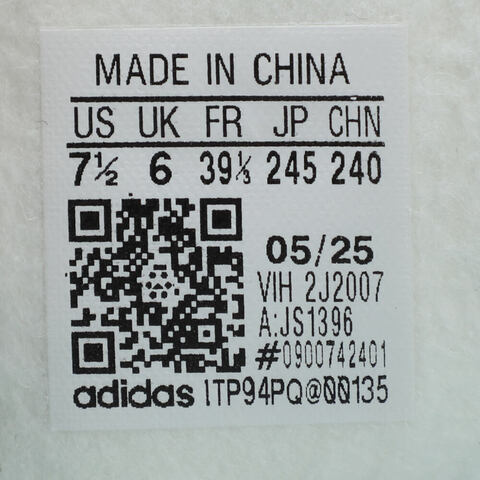 MADE IN CHINA
US UK FR JP CHN
7½ 6 39⅓ 245 240
05/25
VIH 2J2007
A:JS1396
#0900742401
adidas ITP94PQ@00135